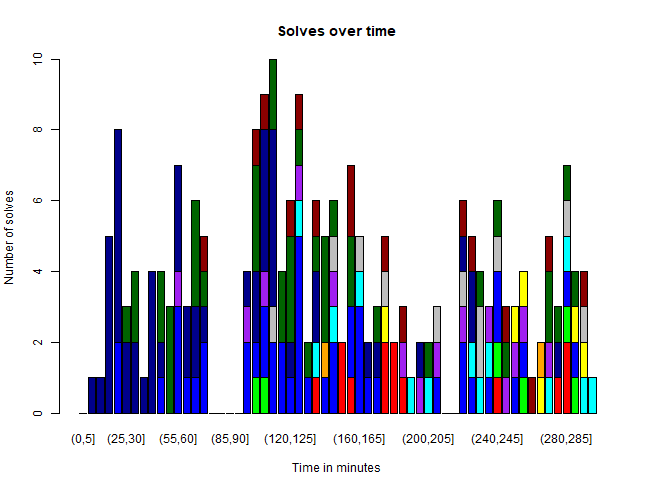 Solves over time
Number of solves
10
8
6
4
2
0
(0,5] (25,30] (55,60] (85,90] (120,125] (160,165] (200,205] (240,245] (280,285]
Time in minutes